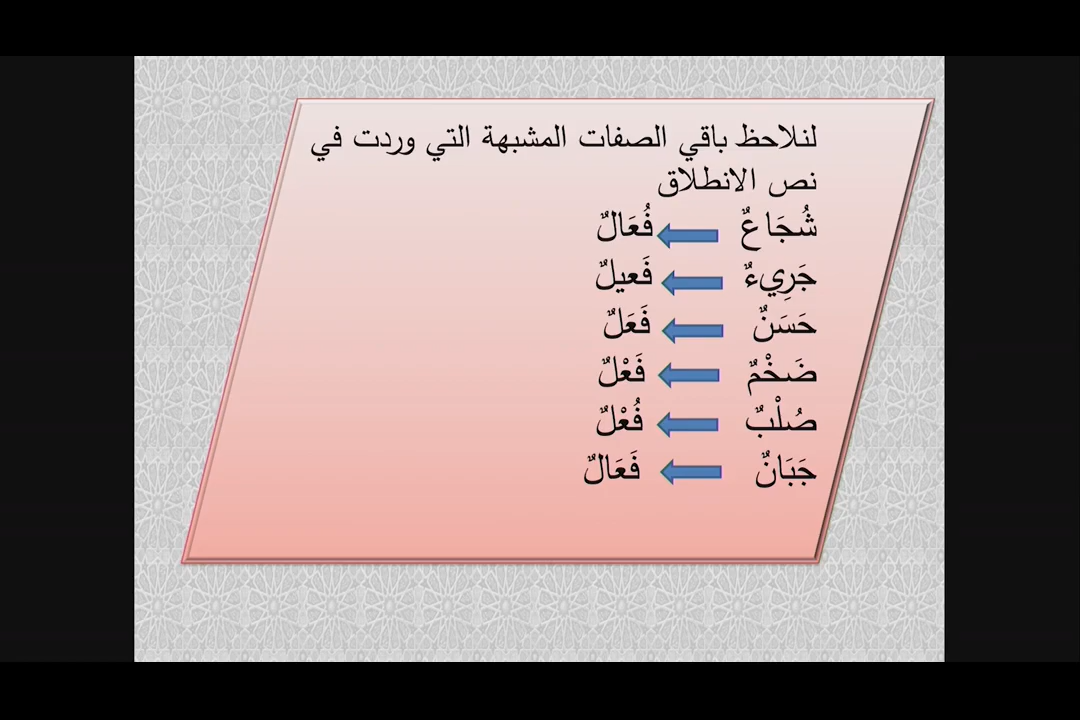 لنلاحظ باقي الصفات المشبهة التي وردت في
نص الانطلاق
شُجَاعٌ فُعَالٌ
جَرِيءٌ فَعيلٌ
حَسَنٌ فَعَلٌ
ضَخْمٌ فَعْلٌ
صُلْبٌ فُعْلٌ
جَبَانٌ فَعَالٌ